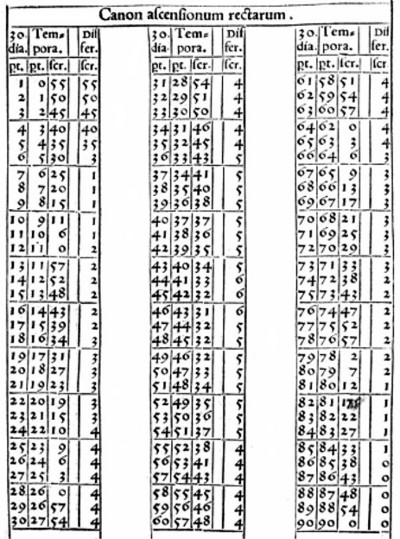 Canon aſcenſionum rectarum .
zo. Tem= Dif zo. Tem= Dif zo. Tem= Dif
dia. pora. fer. dia. pora. fer. dia. pora. fer.
pt. pt. ſcr. ſcr. pt. pt. ſcr. ſcr. pt. pt. ſcr. ſcr.
1 0 55 55 31 28 54 4 61 58 51 4
2 1 50 50 32 29 51 4 62 59 54 4
3 2 45 45 33 30 50 4 63 60 57 4
4 3 40 40 34 31 46 4 64 62 0 4
5 4 35 35 35 32 45 4 65 63 3 4
6 5 30 3 36 33 43 5 66 64 6 3
7 6 25 1 37 34 41 5 67 65 9 3
8 7 20 1 38 35 40 5 68 66 13 3
9 8 15 1 39 36 38 5 69 67 17 3
10 9 11 1 40 37 37 5 70 68 21 3
11 10 6 1 41 38 36 5 71 69 25 3
12 11 0 2 42 39 35 5 72 70 29 3
13 11 57 2 43 40 34 5 73 71 33 3
14 12 52 2 44 41 33 6 74 72 38 2
15 13 48 2 45 42 32 6 75 73 43 2
16 14 43 2 46 43 31 6 76 74 47 2
17 15 39 2 47 44 32 5 77 75 52 2
18 16 34 3 48 45 32 5 78 76 57 2
19 17 31 3 49 46 32 5 79 78 2 2
20 18 27 3 50 47 33 5 80 79 7 2
21 19 23 3 51 48 34 5 81 80 12 1
22 20 19 3 52 49 35 5 82 81 1
23 21 15 3 53 50 36 5 83 82 22 1
24 22 10 4 54 51 37 5 84 83 27 1
25 23 9 4 55 52 38 4 85 84 33 1
26 24 6 4 56 53 41 4 86 85 38 0
27 25 3 4 57 54 43 4 87 86 43 0
28 26 0 4 58 55 45 4 88 87 48 0
29 26 57 4 59 56 46 4 89 88 54 0
30 27 54 4 60 57 48 4 90 90 0 0